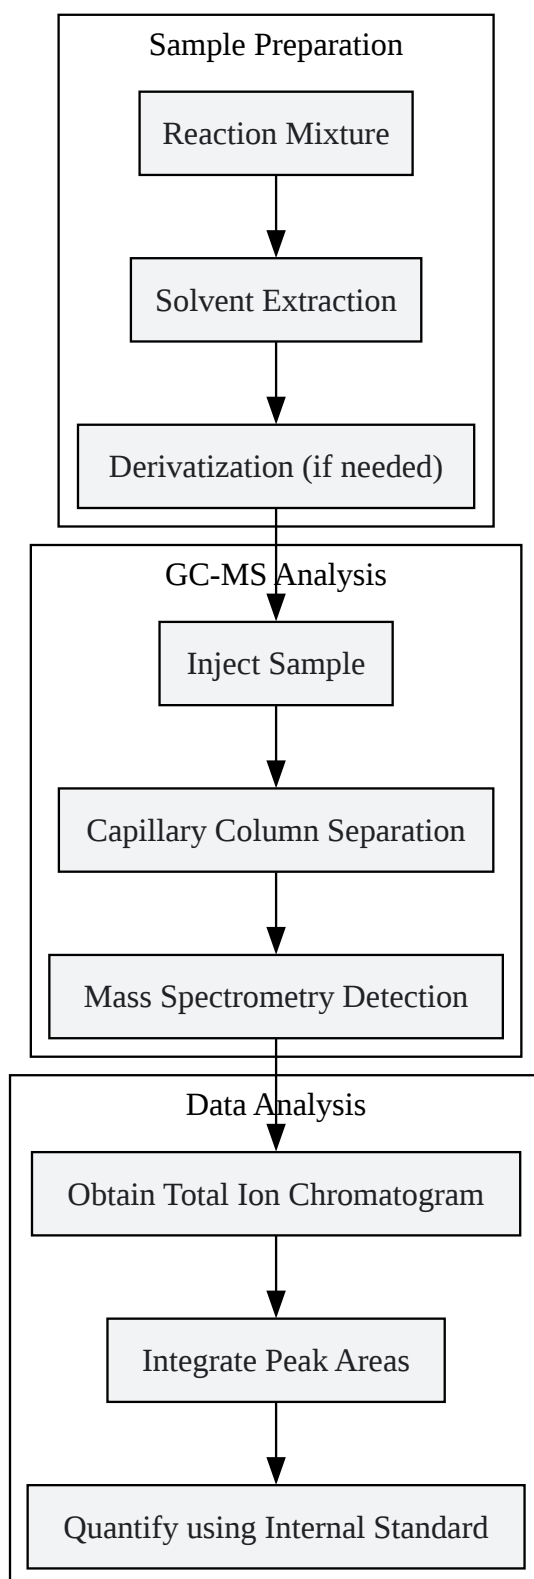 Sample Preparation
Reaction Mixture
Solvent Extraction
Derivatization (if needed)
GC-MS Analysis
Inject Sample
Capillary Column Separation
Mass Spectrometry Detection
Data Analysis
Obtain Total Ion Chromatogram
Integrate Peak Areas
Quantify using Internal Standard